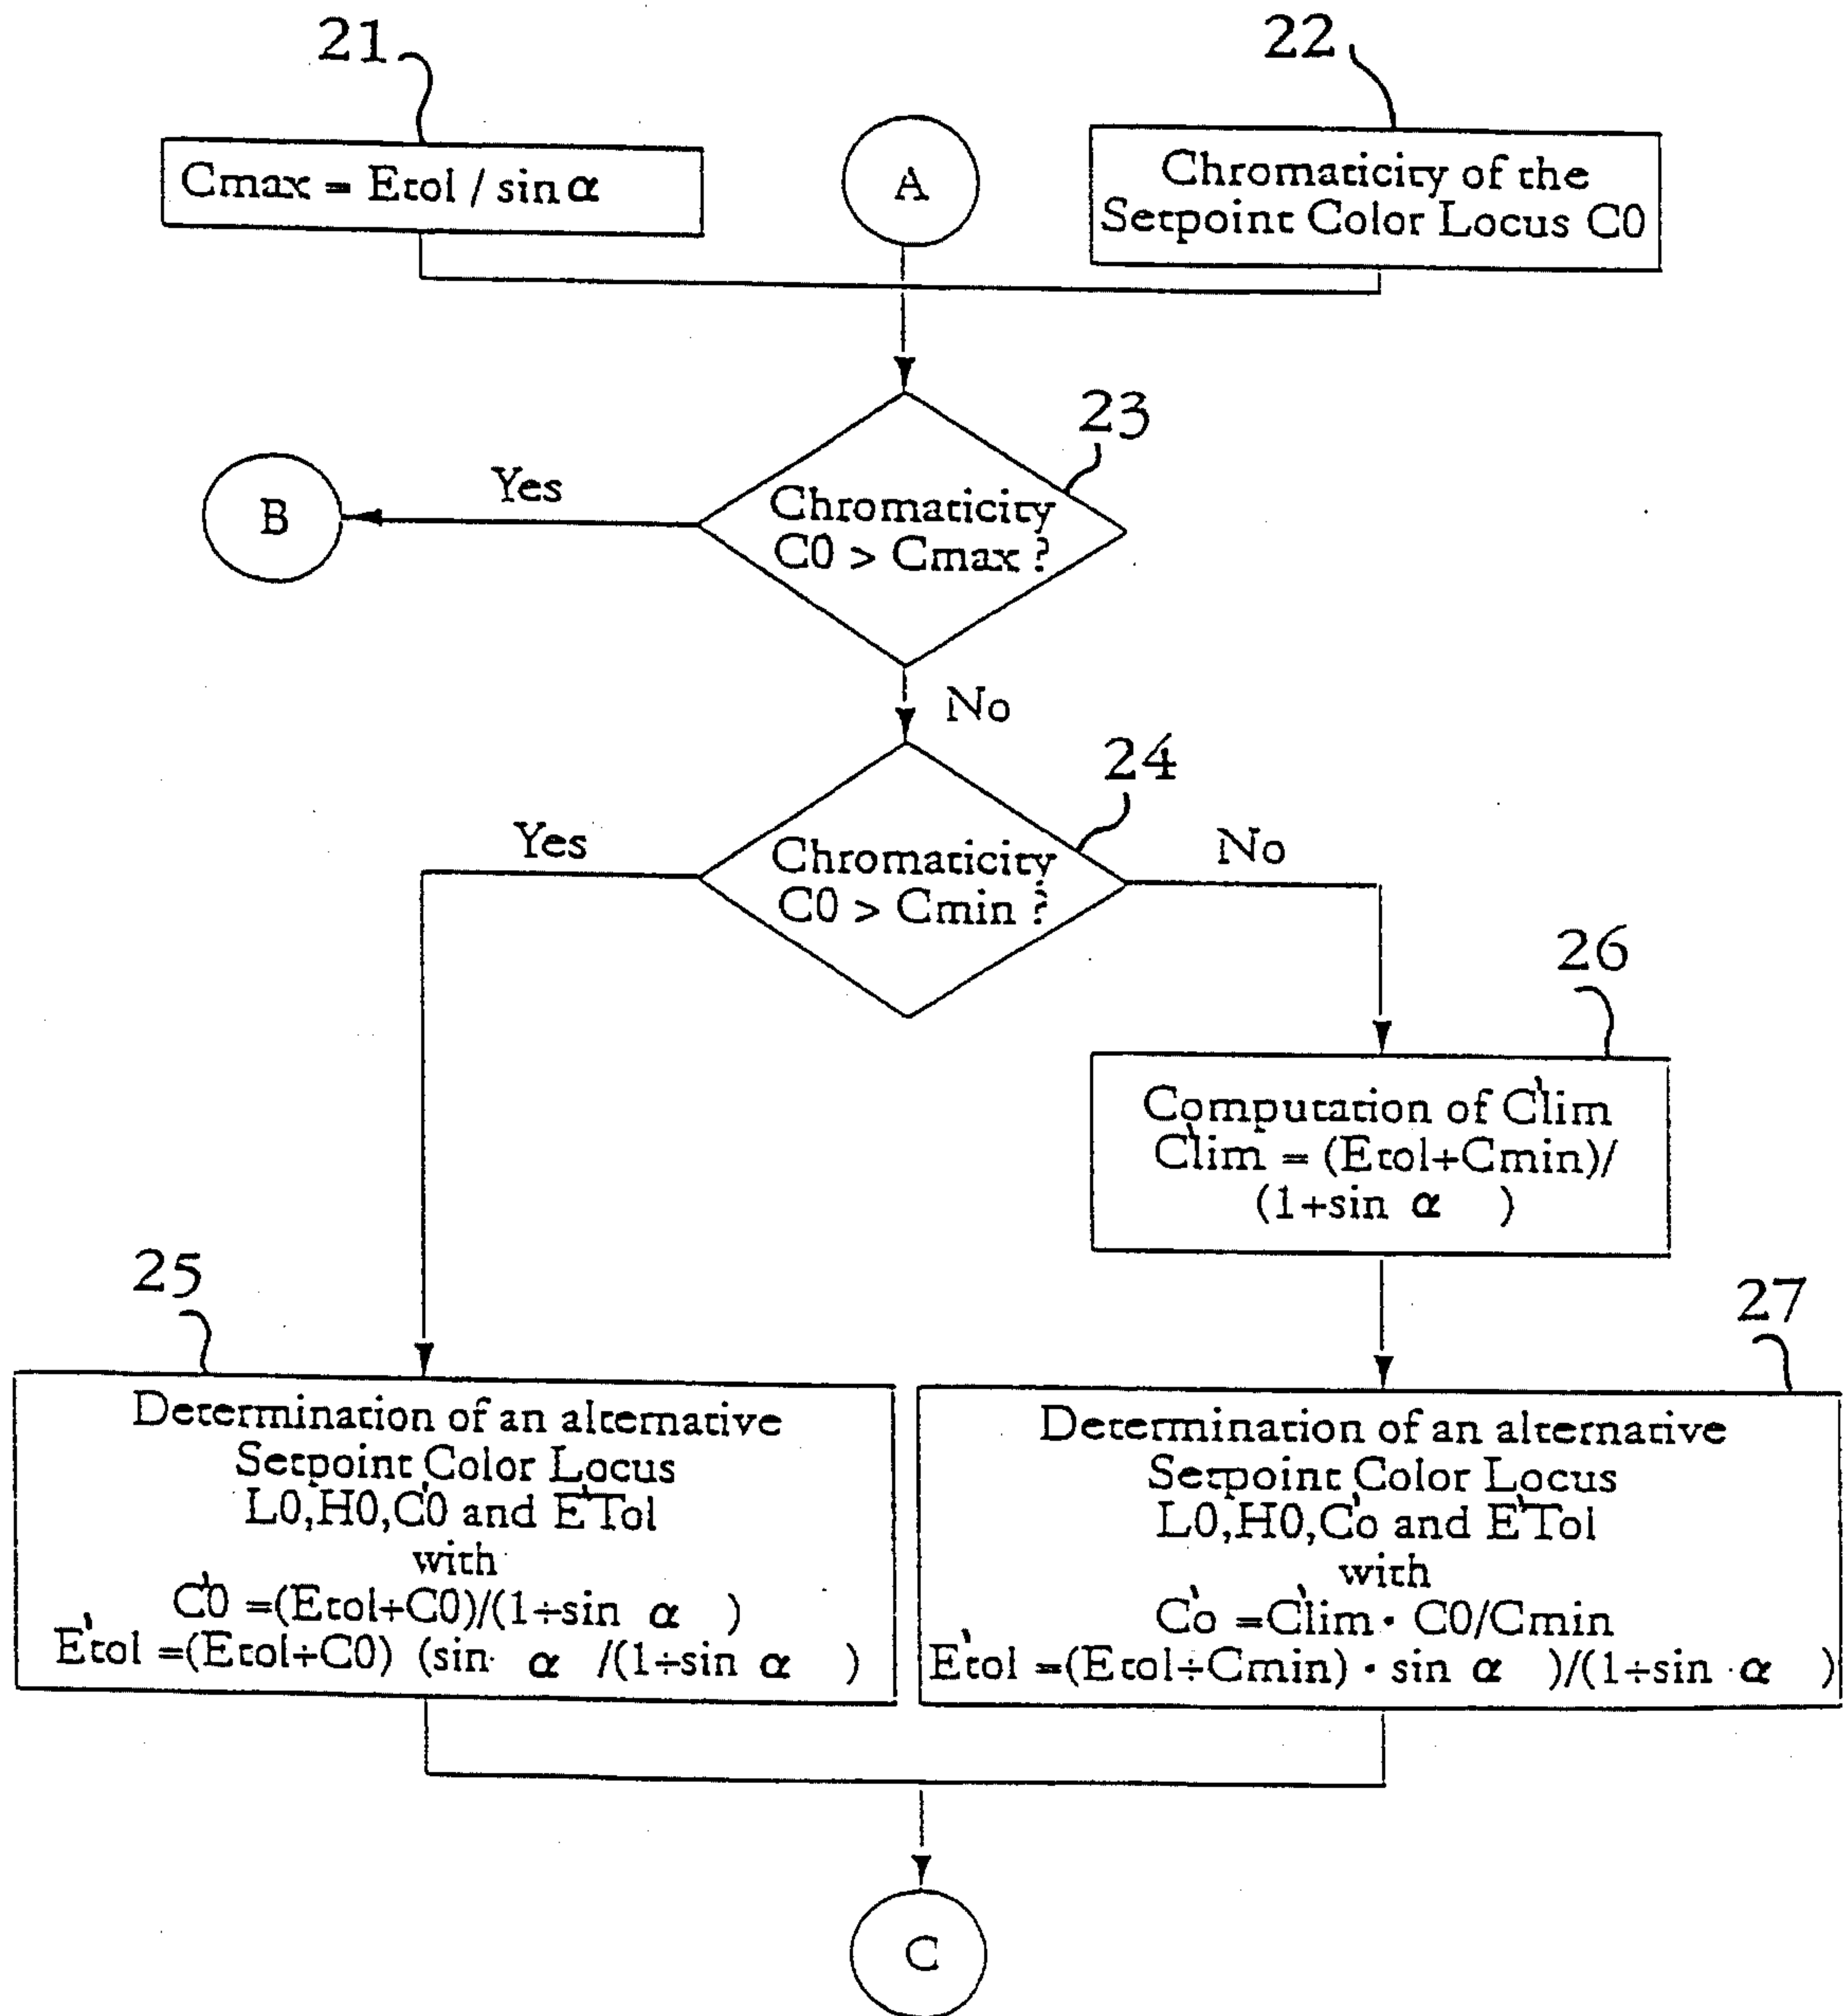 21
22
Cmax = Etol / sin α
A
Chromaticity of the
Setpoint Color Locus C0
23
B
Yes
Chromaticity
C0 > Cmax ?
No
24
Yes
Chromaticity
C0 > Cmin ?
No
26
Computation of C'lim
C'lim = (Etol+Cmin)/
(1+sin α )
25
Determination of an alternative
Setpoint Color Locus
L0,H0,C'0 and E'Tol
with
C'0 =(Etol+C0)/(1+sin α )
E'tol =(Etol+C0) (sin α /(1+sin α )
27
Determination of an alternative
Setpoint Color Locus
L0,H0,C'o and E'Tol
with
C'o =C'lim · C0/Cmin
E'tol =(Etol+Cmin) · sin α )/(1+sin α )
C